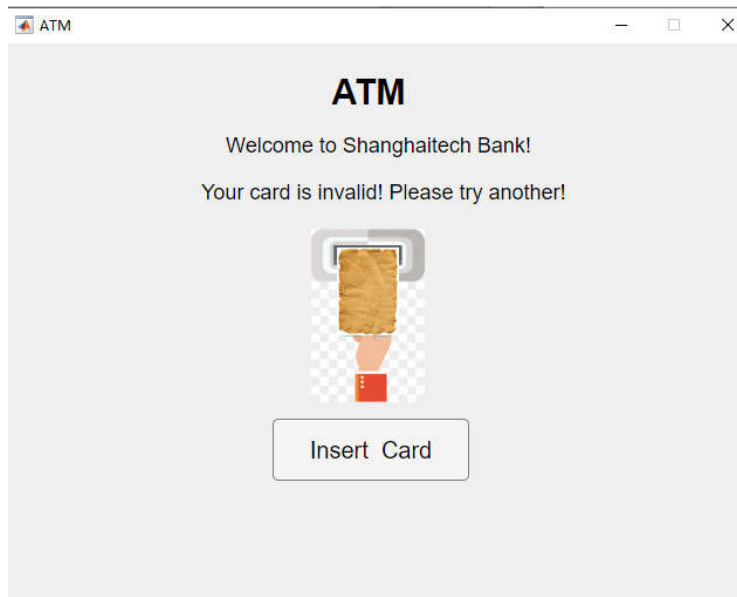 ATM
ATM
Welcome to Shanghaitech Bank!
Your card is invalid! Please try another!
Insert Card